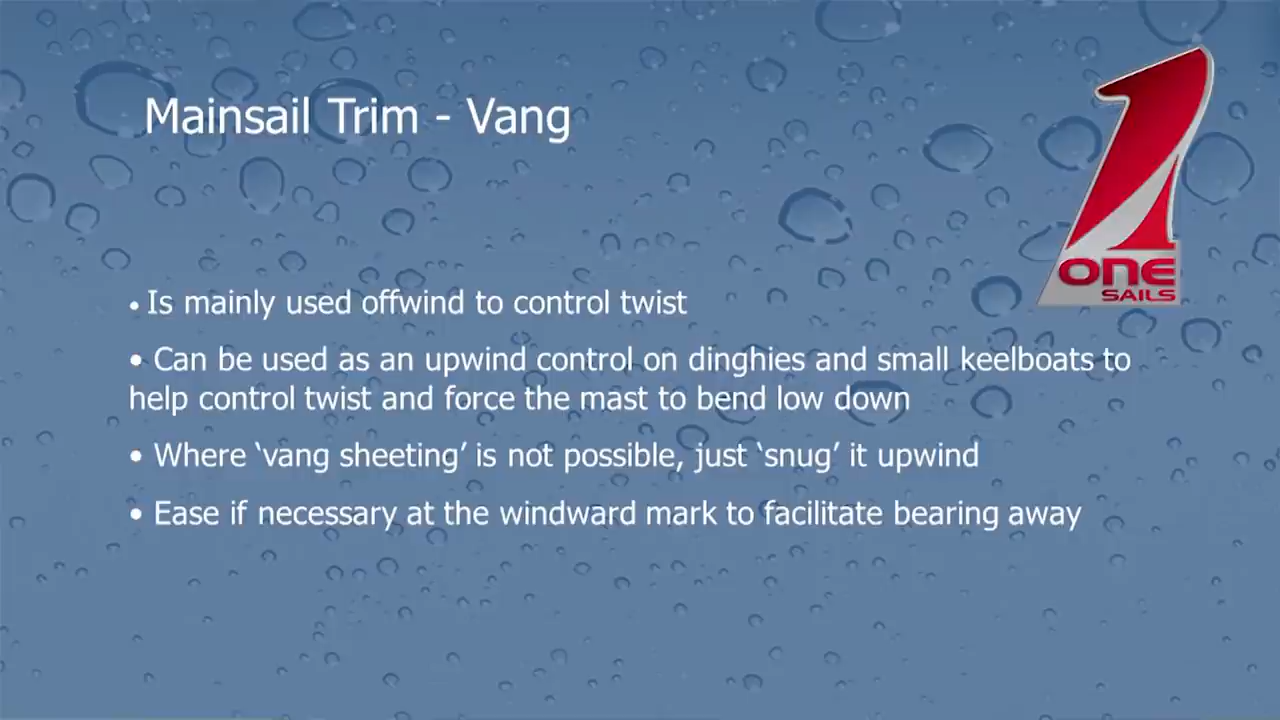 Mainsail Trim - Vang
ONE
SAILS
• Is mainly used offwind to control twist
• Can be used as an upwind control on dinghies and small keelboats to
help control twist and force the mast to bend low down
• Where ‘vang sheeting’ is not possible, just ‘snug’ it upwind
• Ease if necessary at the windward mark to facilitate bearing away